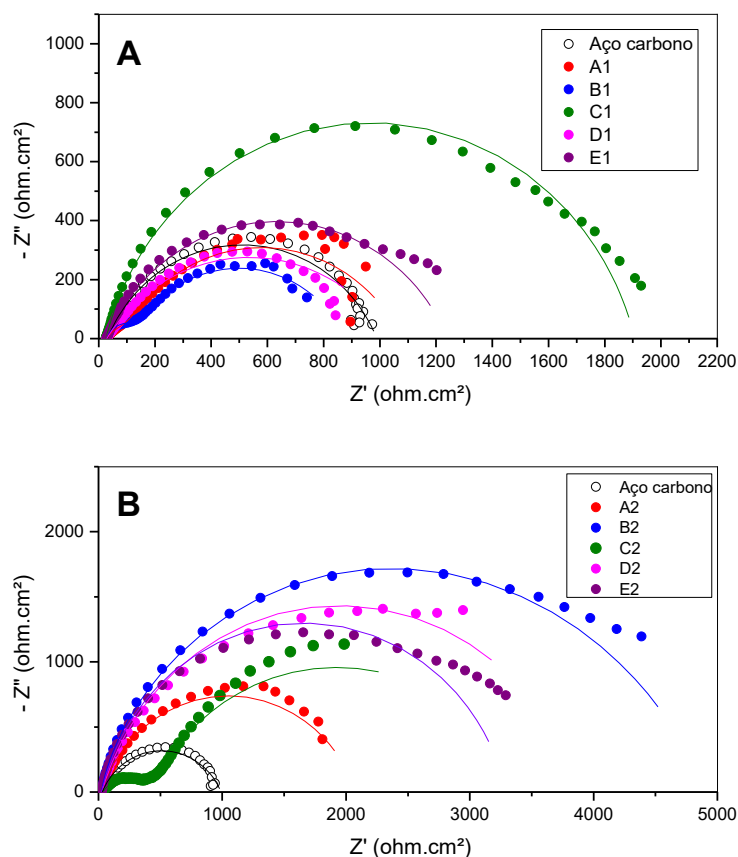 A
1000
800
600
400
200
0
- Z" (ohm.cm²)
0 200 400 600 800 1000 1200 1400 1600 1800 2000 2200
Z' (ohm.cm²)
Aço carbono
A1
B1
C1
D1
E1
B
2000
1000
0
- Z" (ohm.cm²)
0 1000 2000 3000 4000 5000
Z' (ohm.cm²)
Aço carbono
A2
B2
C2
D2
E2